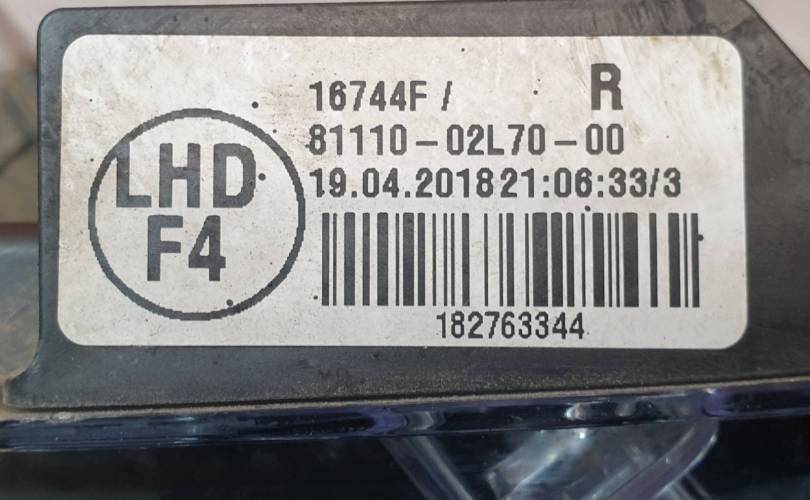 16744F / R
81110-02L70-00
19.04.2018 21:06:33/3
LHD
F4
182763344